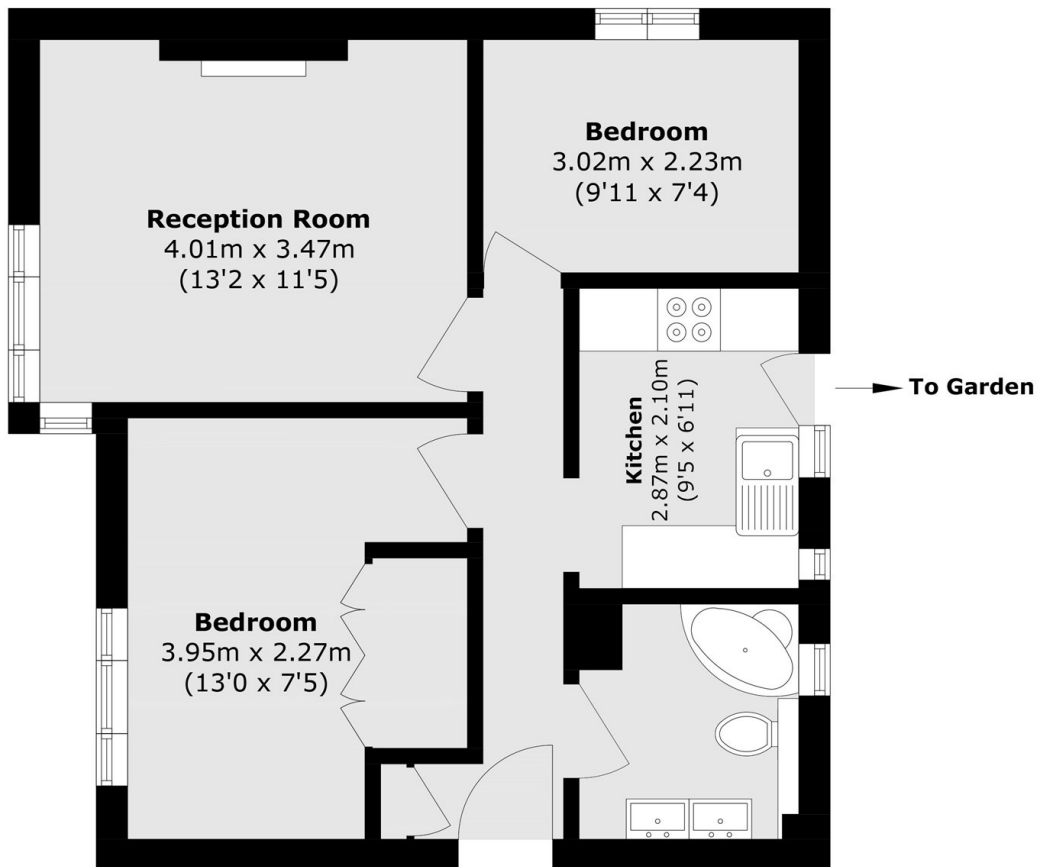 Reception Room
4.01m x 3.47m
(13'2 x 11'5)
Bedroom
3.02m x 2.23m
(9'11 x 7'4)
Kitchen
2.87m x 2.10m
(9'5 x 6'11)
To Garden
Bedroom
3.95m x 2.27m
(13'0 x 7'5)